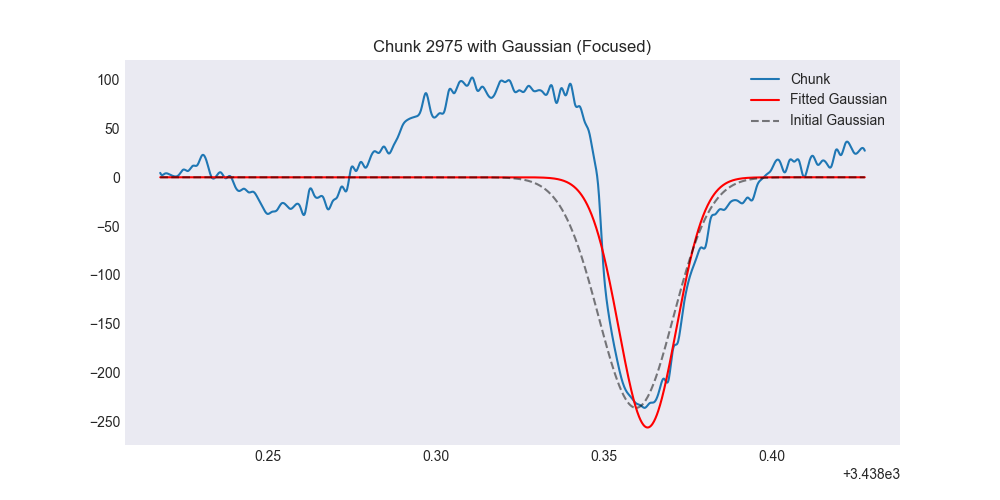 Chunk 2975 with Gaussian (Focused)
Chunk
Fitted Gaussian
Initial Gaussian
100
50
0
−50
−100
−150
−200
−250
0.25
0.30
0.35
0.40
+3.438e3